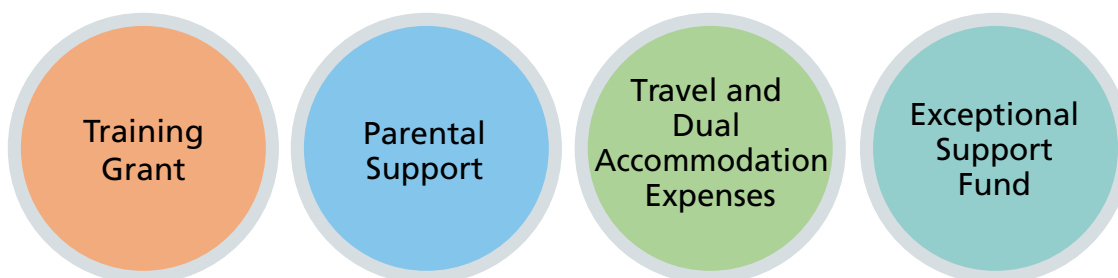 Training
Grant
Parental
Support
Travel and
Dual
Accommodation
Expenses
Exceptional
Support
Fund